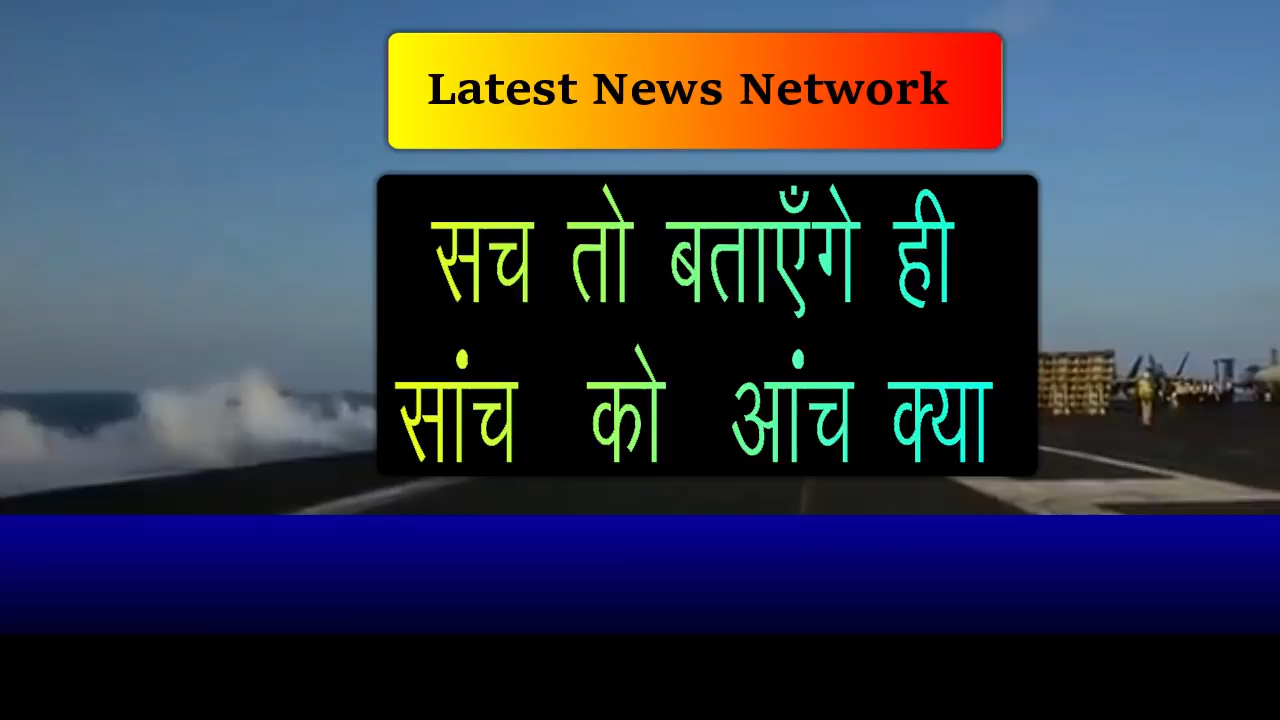 Latest News Network
सच तो बताएँगे ही
सांच को आंच क्या